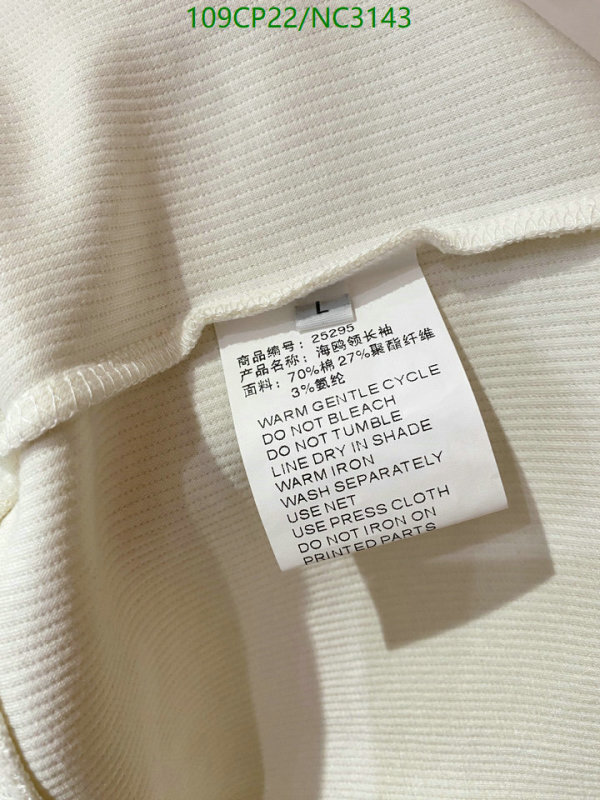 109CP22/NC3143
L
商品编号: 25295
产品名称: 海鸥领长袖
面料: 70%棉 27%聚酯纤维
3%氨纶
WARM GENTLE CYCLE
DO NOT BLEACH
DO NOT TUMBLE
LINE DRY IN SHADE
WARM IRON
WASH SEPARATELY
USE NET
USE PRESS CLOTH
DO NOT IRON ON
PRINTED PARTS